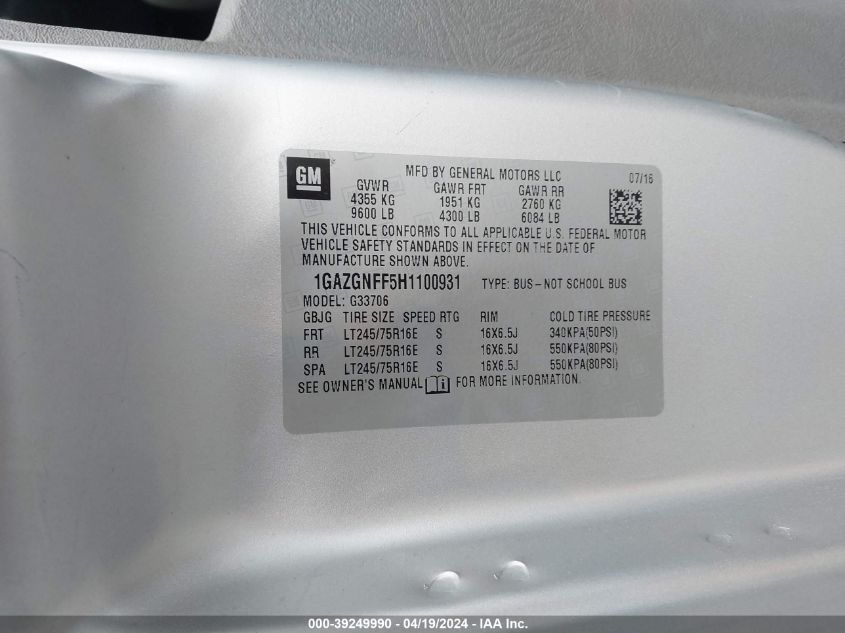 GM
MFD BY GENERAL MOTORS LLC 07/16
GVWR GAWR FRT GAWR RR
4355 KG 1951 KG 2760 KG
9600 LB 4300 LB 6084 LB
THIS VEHICLE CONFORMS TO ALL APPLICABLE U.S. FEDERAL MOTOR
VEHICLE SAFETY STANDARDS IN EFFECT ON THE DATE OF
MANUFACTURE SHOWN ABOVE.
1GAZGNFF5H1100931 TYPE: BUS–NOT SCHOOL BUS
MODEL: G33706
GBJG TIRE SIZE SPEED RTG RIM COLD TIRE PRESSURE
FRT LT245/75R16E S 16X6.5J 340KPA(50PSI)
RR LT245/75R16E S 16X6.5J 550KPA(80PSI)
SPA LT245/75R16E S 16X6.5J 550KPA(80PSI)
SEE OWNER'S MANUAL FOR MORE INFORMATION.
000-39249990 - 04/19/2024 - IAA Inc.